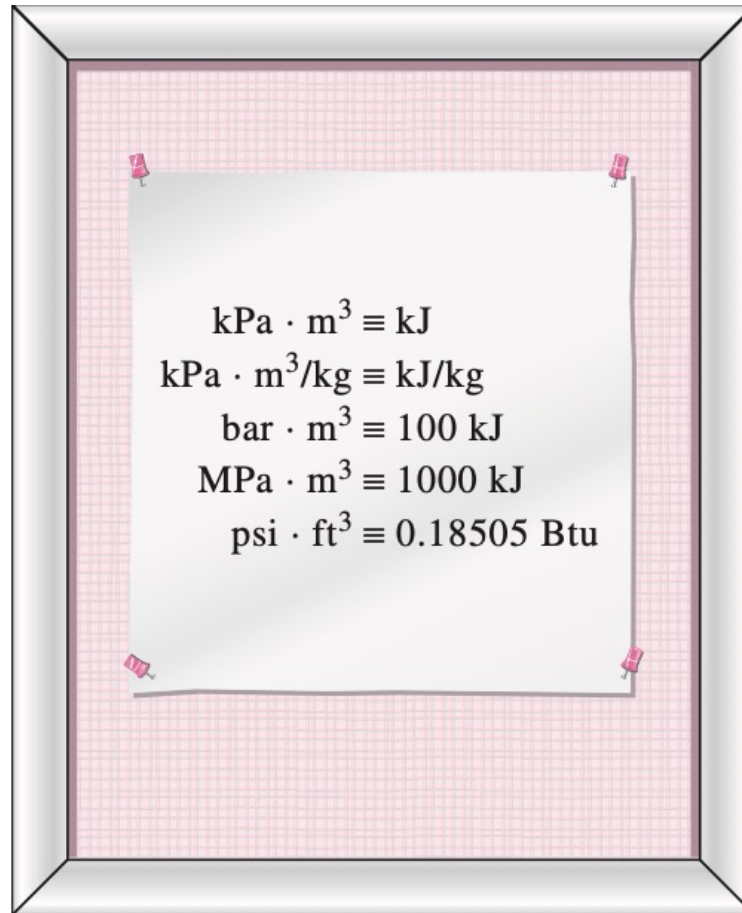 kPa · m³ ≡ kJ
kPa · m³/kg ≡ kJ/kg
bar · m³ ≡ 100 kJ
MPa · m³ ≡ 1000 kJ
psi · ft³ ≡ 0.18505 Btu